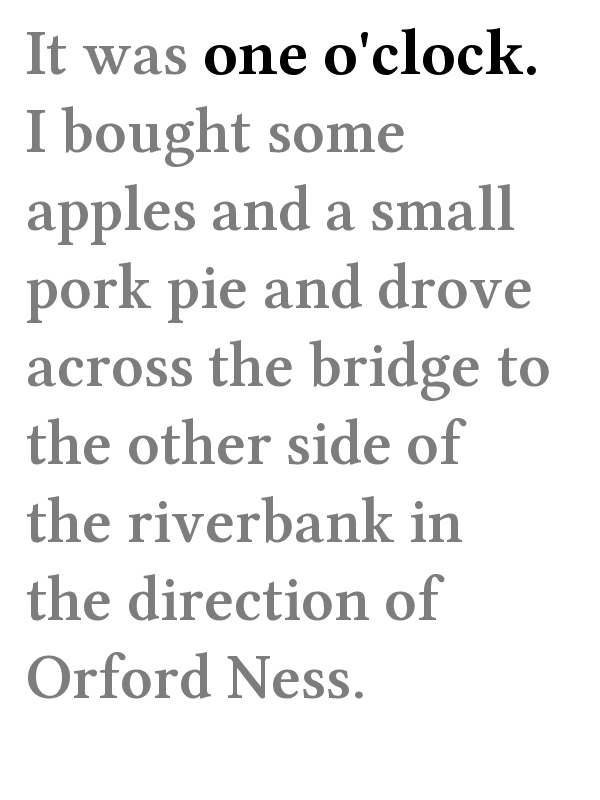 It was one o'clock.
I bought some
apples and a small
pork pie and drove
across the bridge to
the other side of
the riverbank in
the direction of
Orford Ness.